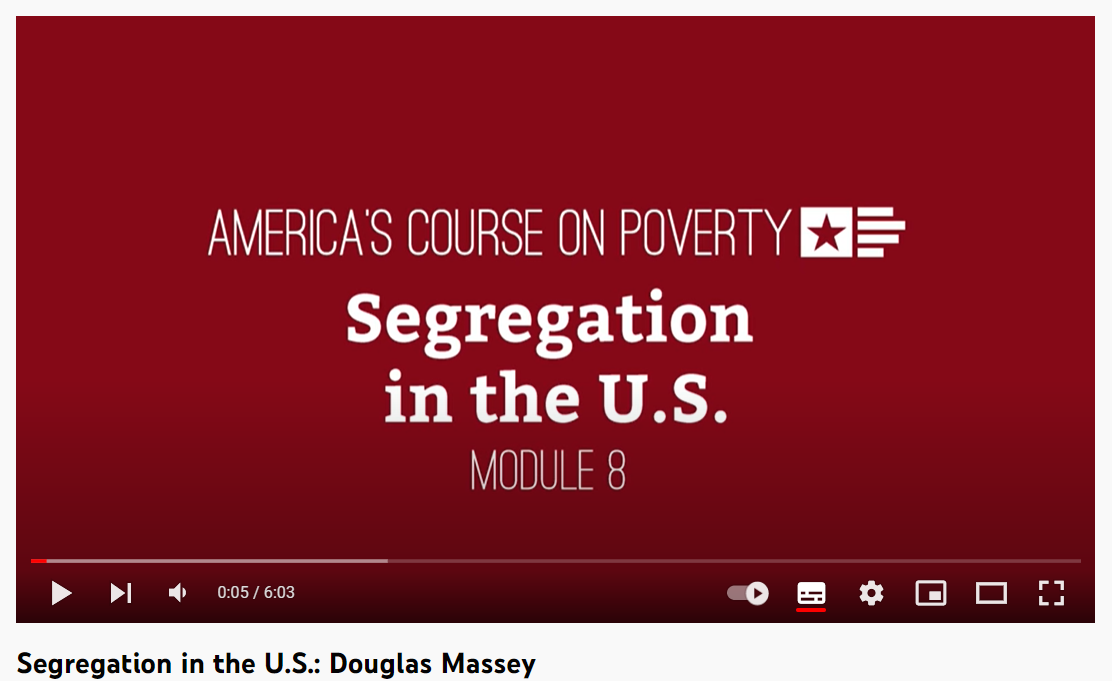 AMERICA'S COURSE ON POVERTY
Segregation
in the U.S.
MODULE 8
0:05 / 6:03
Segregation in the U.S.: Douglas Massey